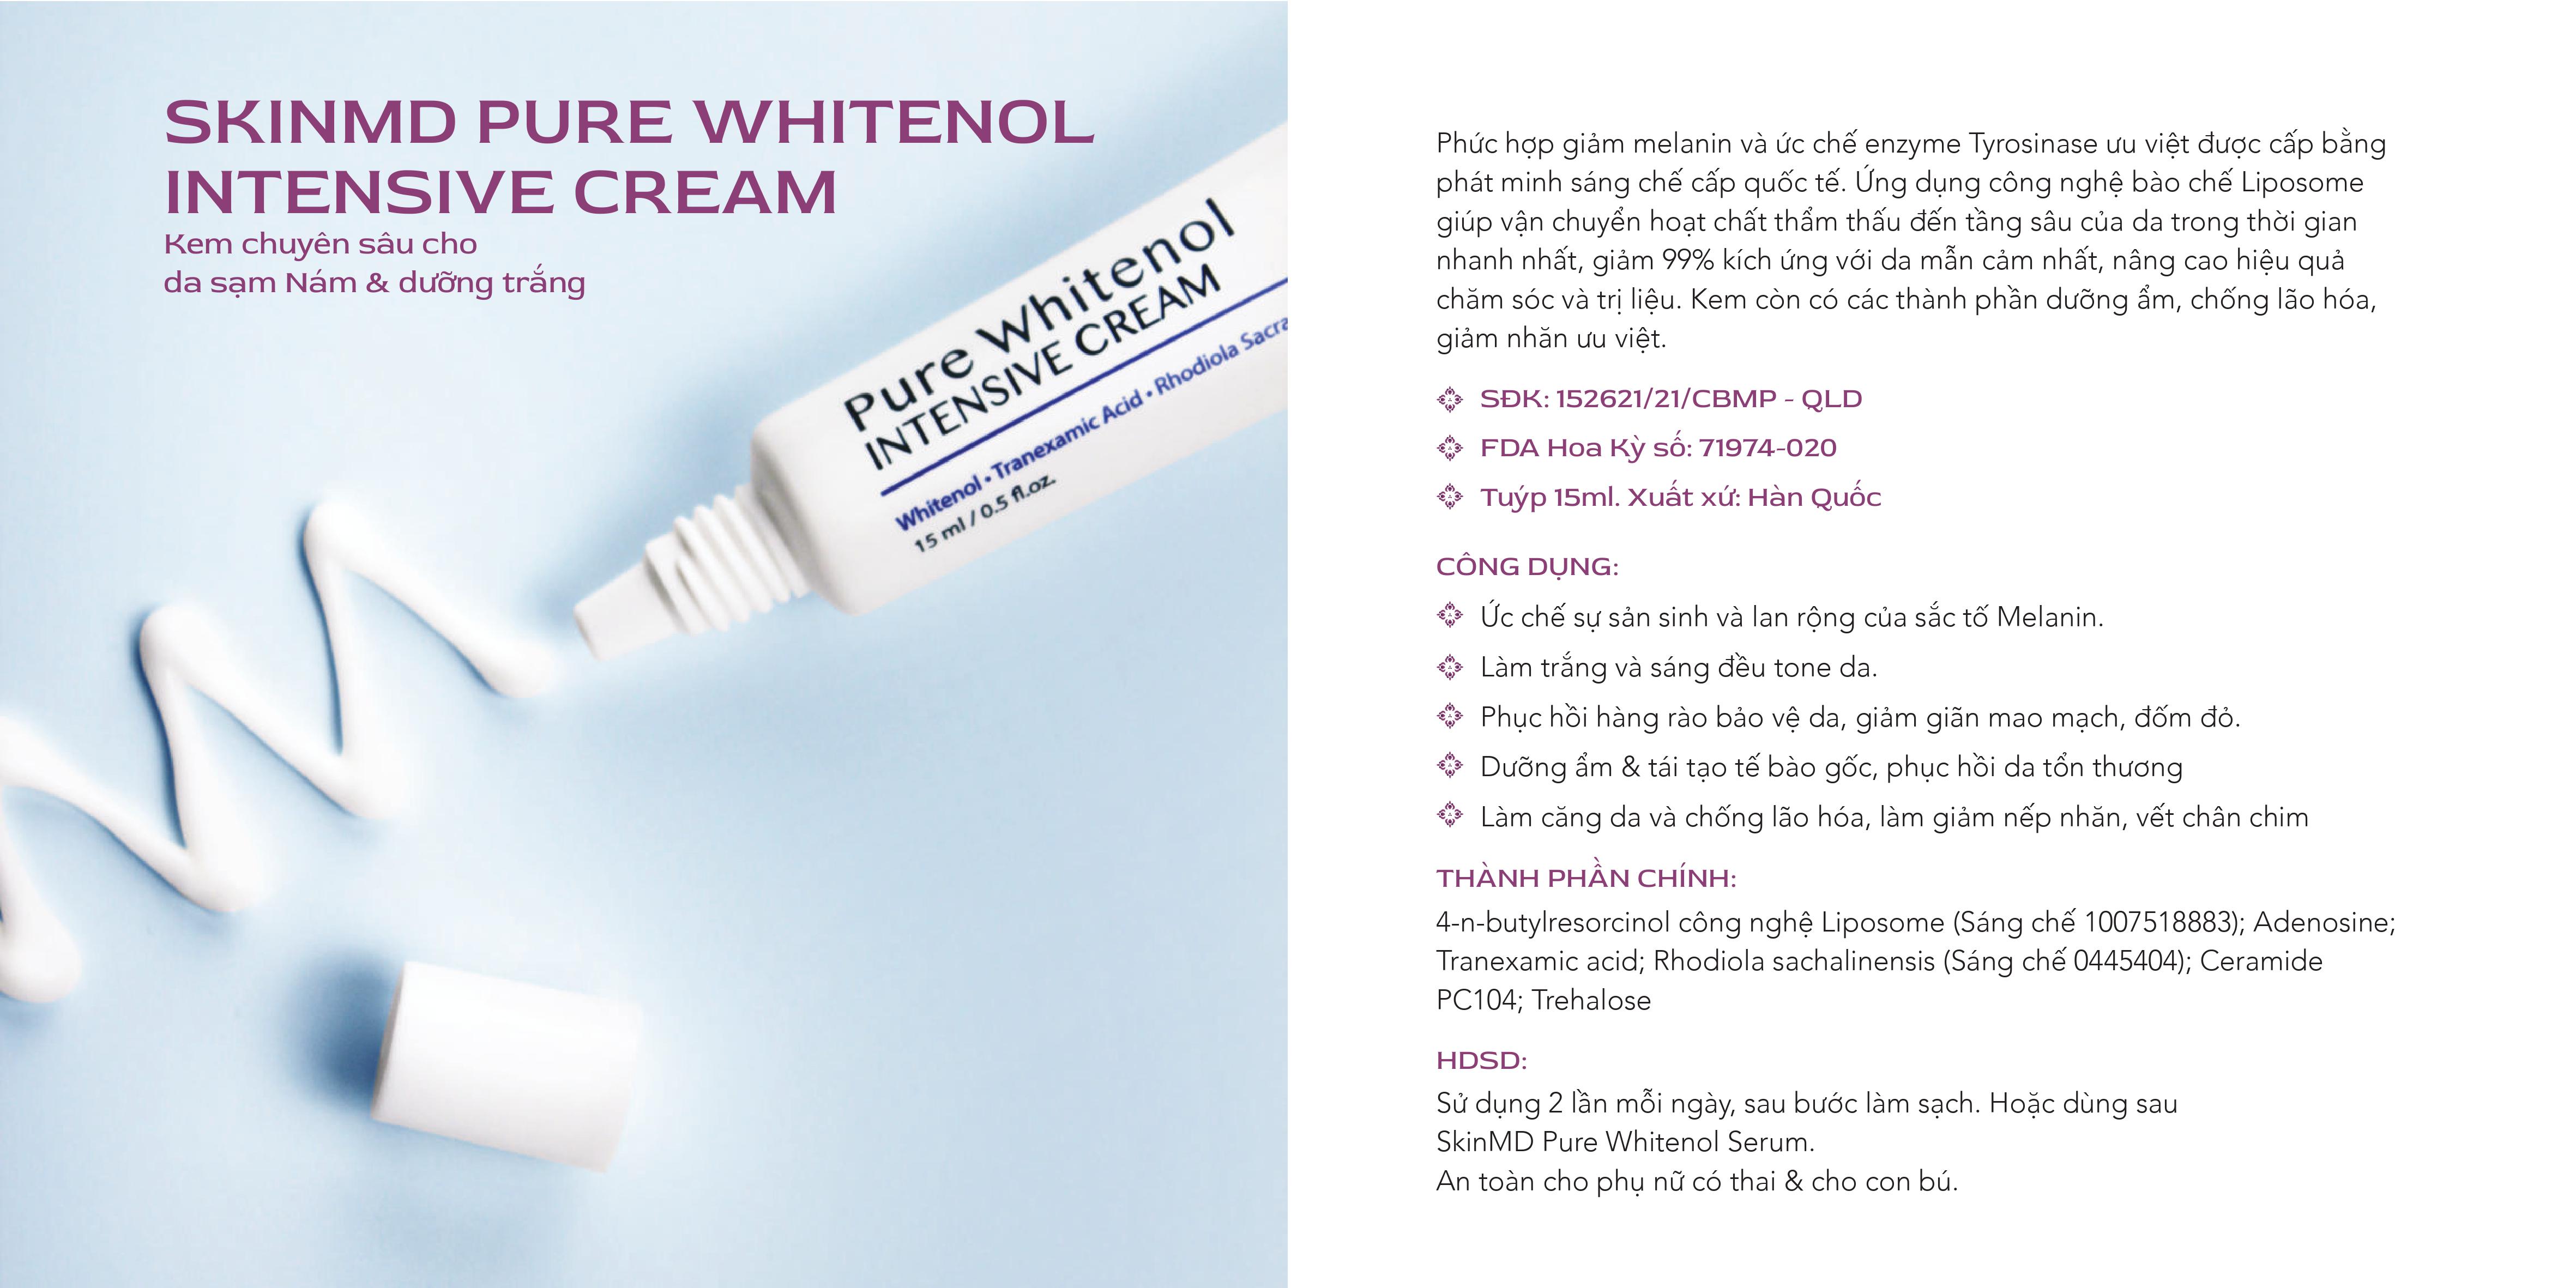 SKINMD PURE WHITENOL
INTENSIVE CREAM
Kem chuyên sâu cho
da sạm Nám & dưỡng trắng
Pure Whitenol
INTENSIVE CREAM
Whitenol • Tranexamic Acid • Rhodiola Sacra
15 ml / 0.5 fl.oz.
Phức hợp giảm melanin và ức chế enzyme Tyrosinase ưu việt được cấp bằng
phát minh sáng chế cấp quốc tế. Ứng dụng công nghệ bào chế Liposome
giúp vận chuyển hoạt chất thẩm thấu đến tầng sâu của da trong thời gian
nhanh nhất, giảm 99% kích ứng với da mẫn cảm nhất, nâng cao hiệu quả
chăm sóc và trị liệu. Kem còn có các thành phần dưỡng ẩm, chống lão hóa,
giảm nhăn ưu việt.
SĐK: 152621/21/CBMP - QLD
FDA Hoa Kỳ số: 71974-020
Tuýp 15ml. Xuất xứ: Hàn Quốc
CÔNG DỤNG:
Ức chế sự sản sinh và lan rộng của sắc tố Melanin.
Làm trắng và sáng đều tone da.
Phục hồi hàng rào bảo vệ da, giảm giãn mao mạch, đốm đỏ.
Dưỡng ẩm & tái tạo tế bào gốc, phục hồi da tổn thương
Làm căng da và chống lão hóa, làm giảm nếp nhăn, vết chân chim
THÀNH PHẦN CHÍNH:
4-n-butylresorcinol công nghệ Liposome (Sáng chế 1007518883); Adenosine;
Tranexamic acid; Rhodiola sachalinensis (Sáng chế 0445404); Ceramide
PC104; Trehalose
HDSD:
Sử dụng 2 lần mỗi ngày, sau bước làm sạch. Hoặc dùng sau
SkinMD Pure Whitenol Serum.
An toàn cho phụ nữ có thai & cho con bú.